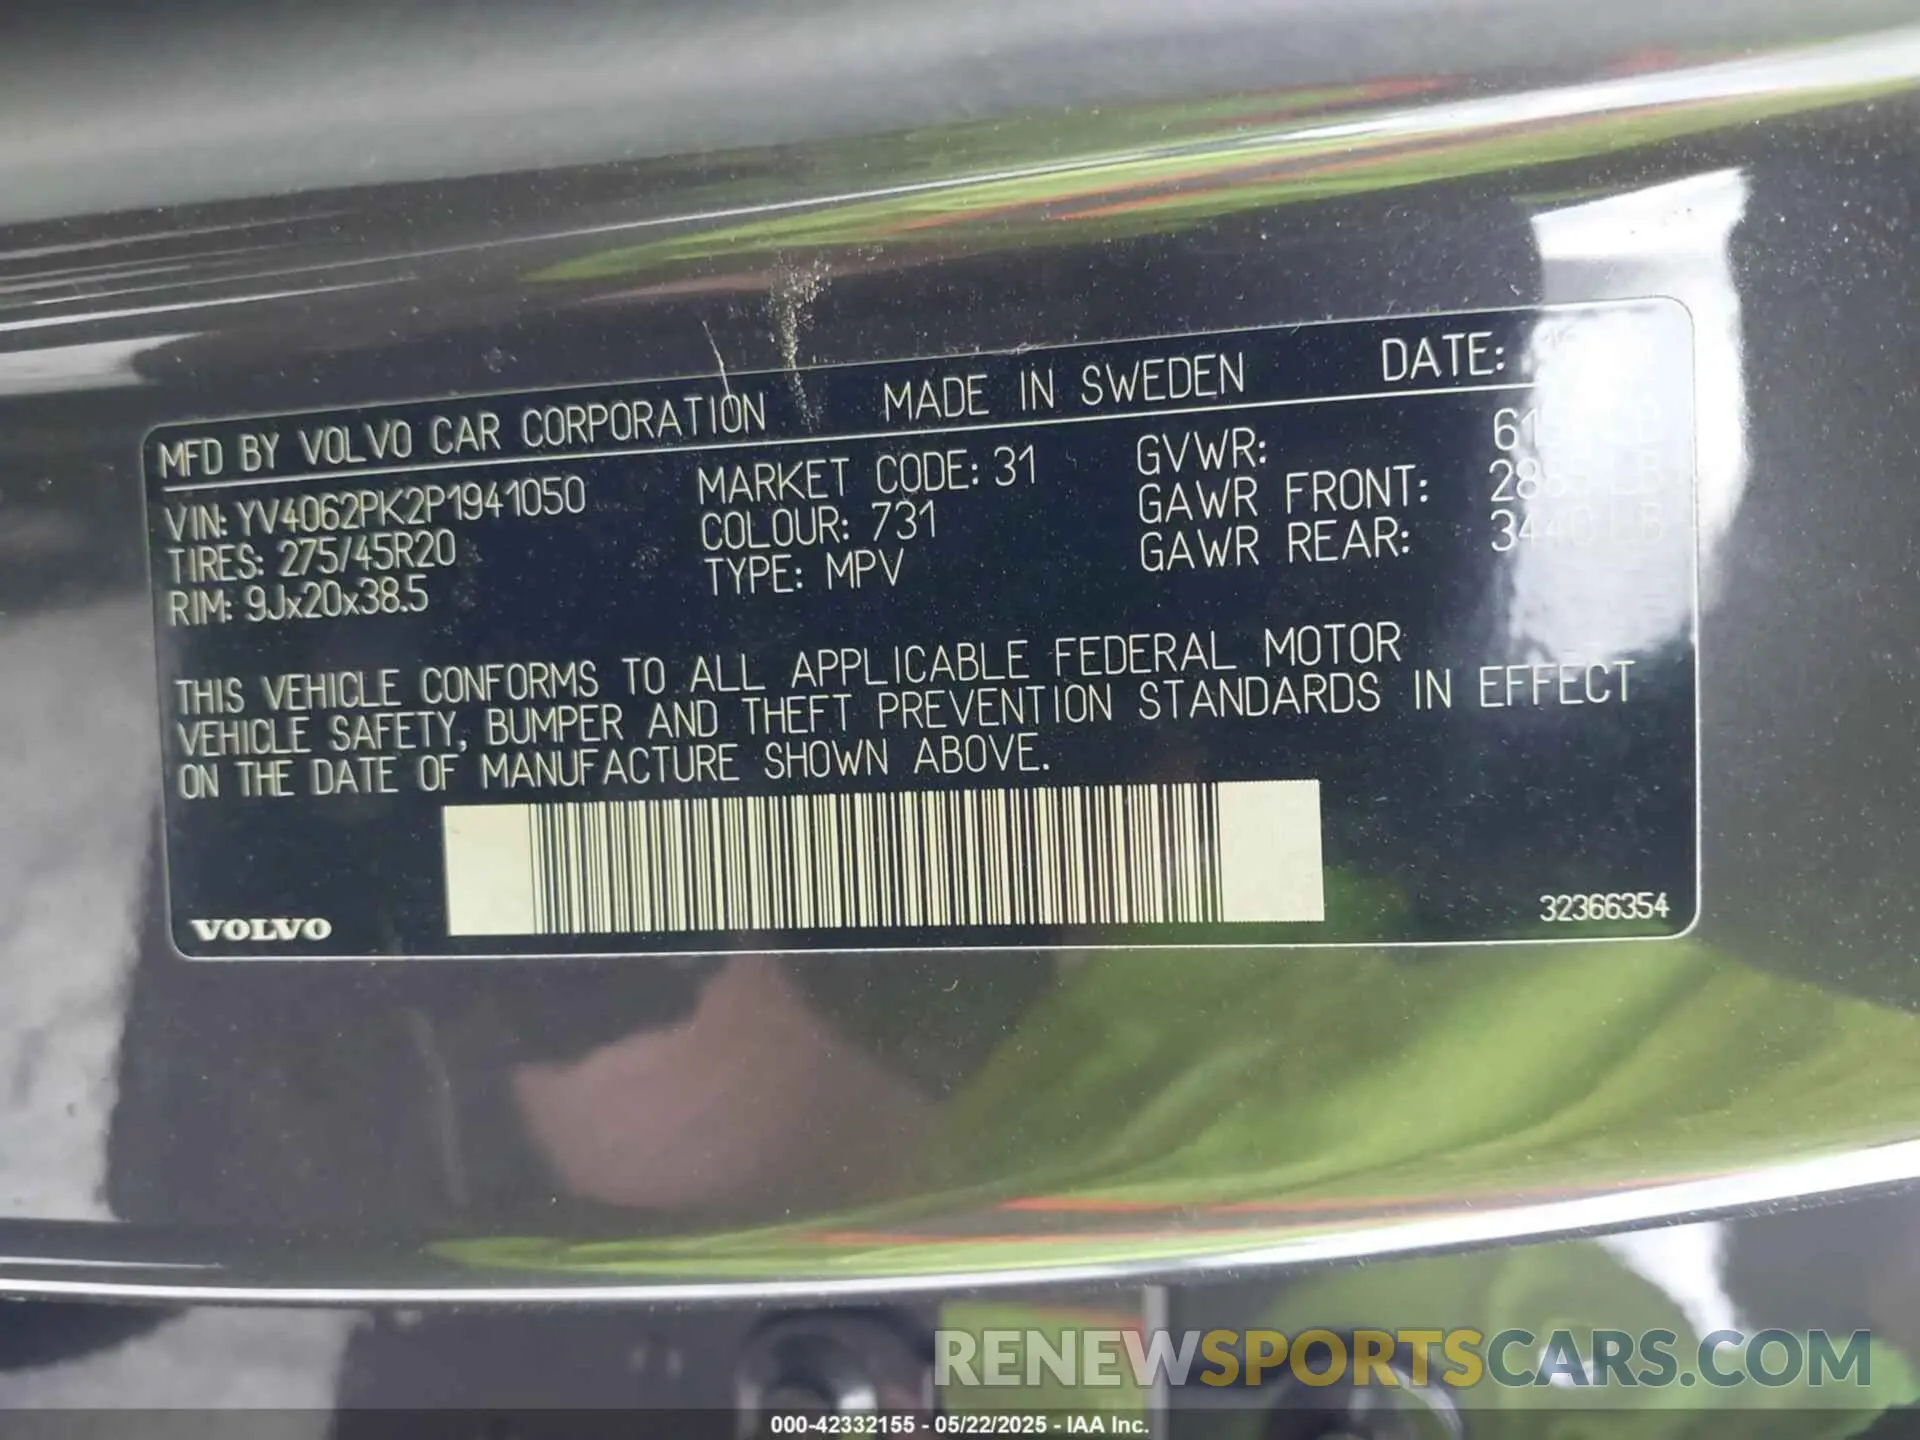 MFD BY VOLVO CAR CORPORATION MADE IN SWEDEN DATE:
VIN: YV4062PK2P1941050 MARKET CODE: 31 GVWR:
TIRES: 275/45R20 COLOUR: 731 GAWR FRONT:
RIM: 9Jx20x38.5 TYPE: MPV GAWR REAR: 3440 LB
THIS VEHICLE CONFORMS TO ALL APPLICABLE FEDERAL MOTOR
VEHICLE SAFETY, BUMPER AND THEFT PREVENTION STANDARDS IN EFFECT
ON THE DATE OF MANUFACTURE SHOWN ABOVE.
VOLVO 32366354
RENEWSPORTSCARS.COM
000-42332155 - 05/22/2025 - IAA Inc.